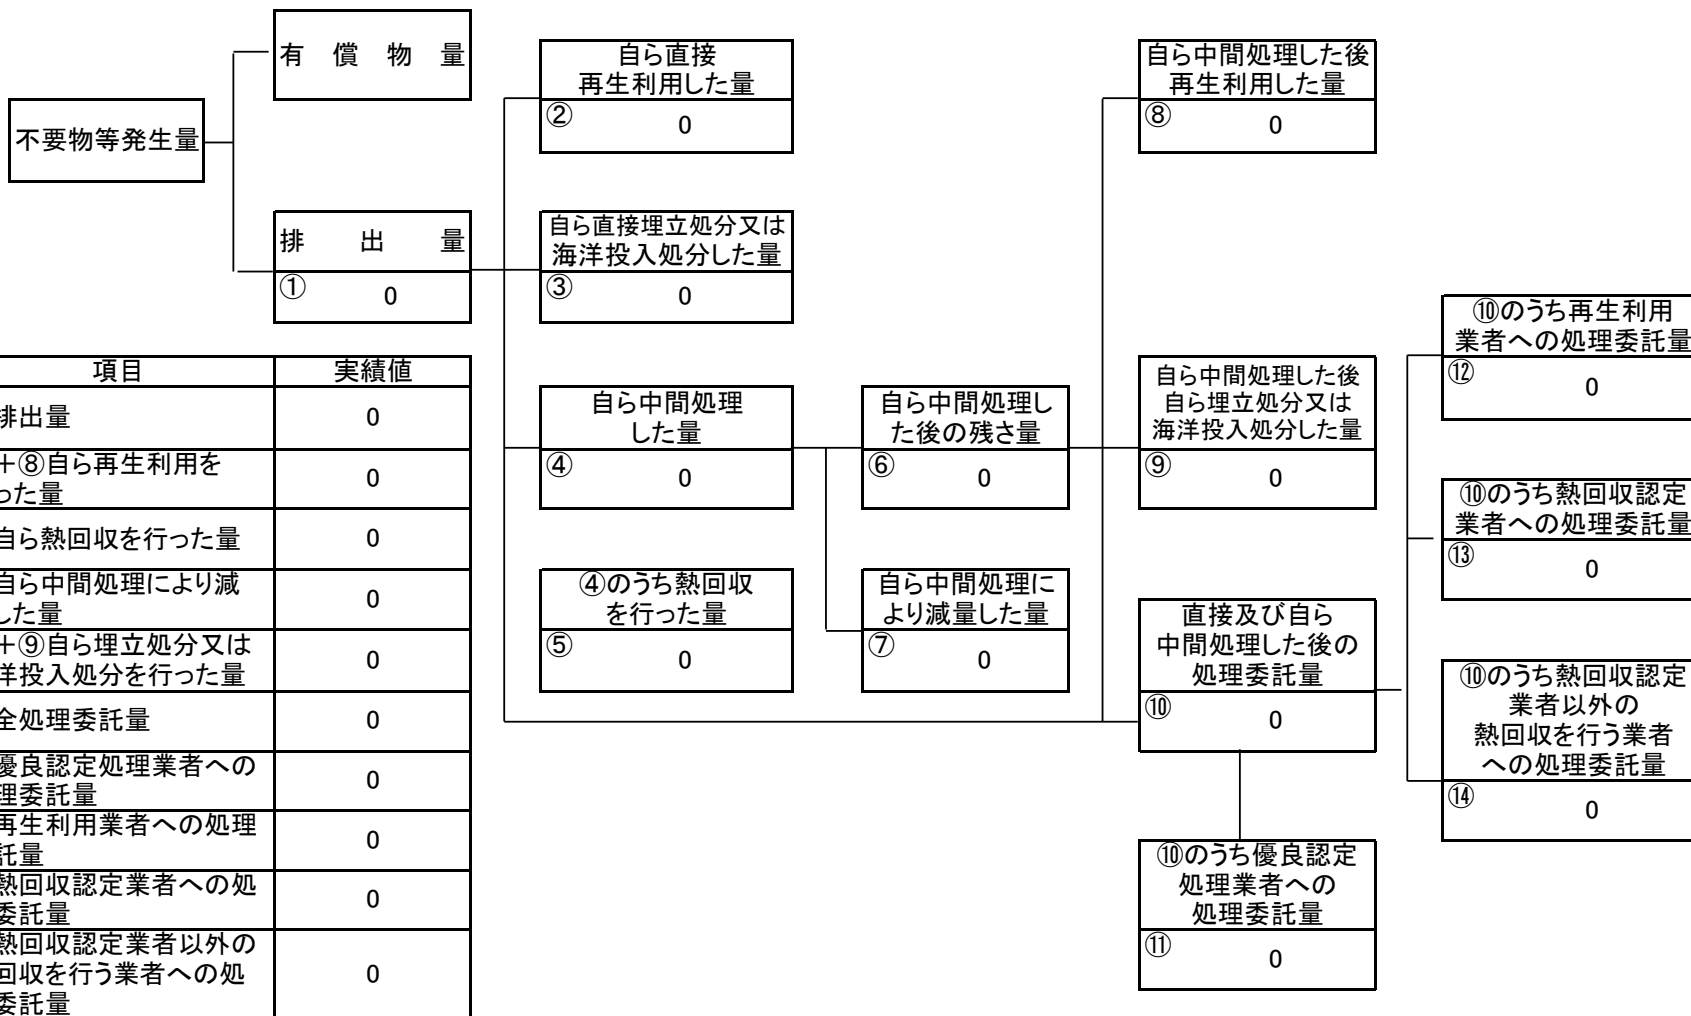 不要物等発生量
有　償　物　量
排　　出　　量
①
0
自ら直接
再生利用した量
②
0
自ら直接埋立処分又は
海洋投入処分した量
③
0
自ら中間処理
した量
④
0
④のうち熱回収
を行った量
⑤
0
自ら中間処理し
た後の残さ量
⑥
0
自ら中間処理に
より減量した量
⑦
0
自ら中間処理した後
再生利用した量
⑧
0
自ら中間処理した後
自ら埋立処分又は
海洋投入処分した量
⑨
0
直接及び自ら
中間処理した後の
処理委託量
⑩
0
⑩のうち優良認定
処理業者への
処理委託量
⑪
0
⑩のうち再生利用
業者への処理委託量
⑫
0
⑩のうち熱回収認定
業者への処理委託量
⑬
0
⑩のうち熱回収認定
業者以外の
熱回収を行う業者
への処理委託量
⑭
0
項目 実績値
排出量 0
＋⑧自ら再生利用を
った量 0
自ら熱回収を行った量 0
自ら中間処理により減
した量 0
＋⑨自ら埋立処分又は
洋投入処分を行った量 0
全処理委託量 0
優良認定処理業者への
理委託量 0
再生利用業者への処理
託量 0
熱回収認定業者への処
委託量 0
熱回収認定業者以外の
回収を行う業者への処
委託量 0